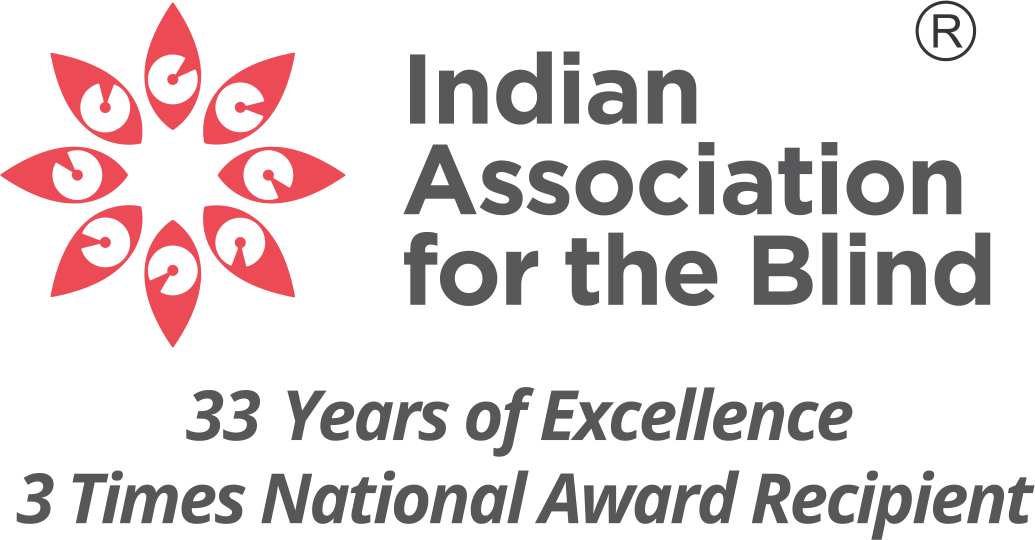 Indian ®
Association
for the Blind
33 Years of Excellence
3 Times National Award Recipient